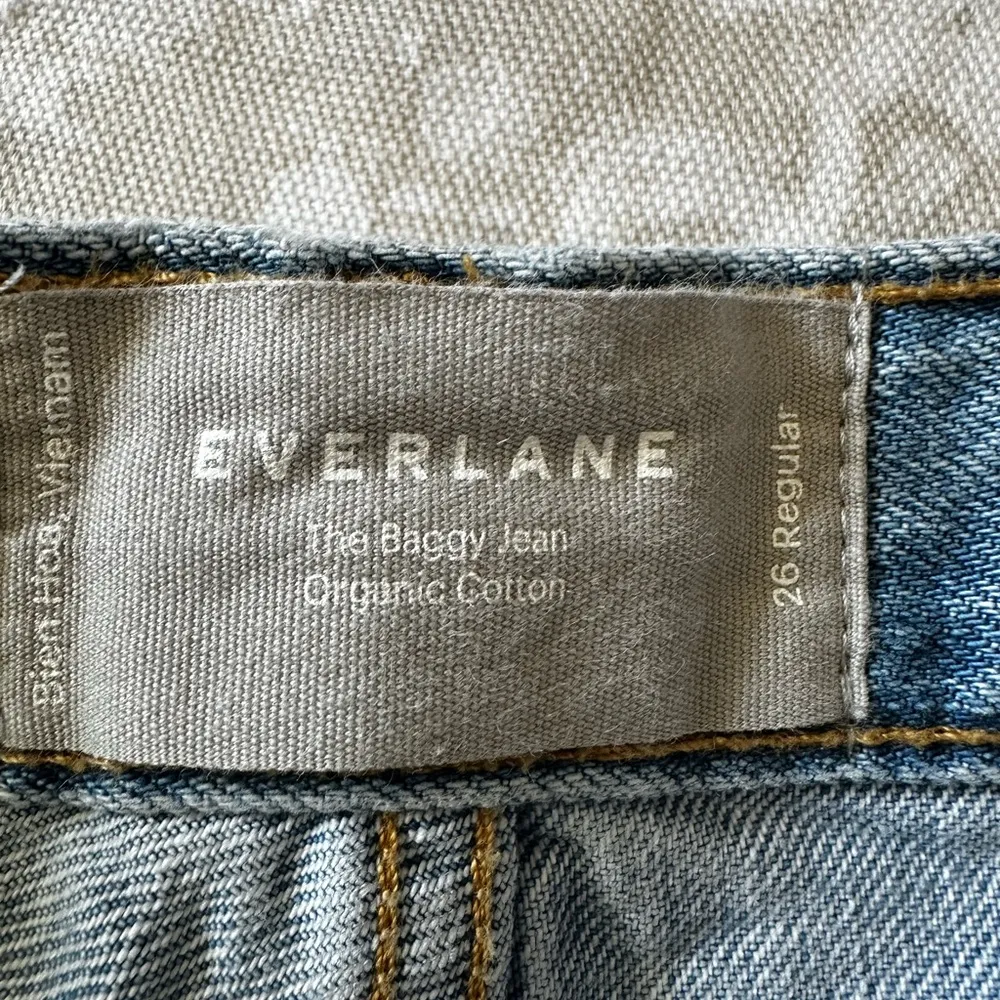 Bien Hoa, Vietnam
EVERLANE
The Baggy Jean
Organic Cotton
26 Regular